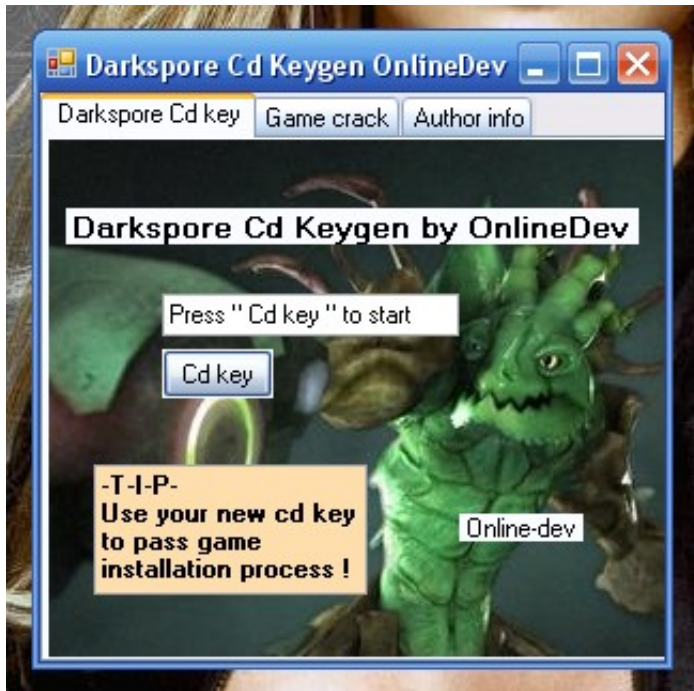 Darkspore Cd Keygen OnlineDev
Darkspore Cd key Game crack Author info
Darkspore Cd Keygen by OnlineDev
Press " Cd key " to start
Cd key
-T-I-P-
Use your new cd key
to pass game
installation process !
Online-dev